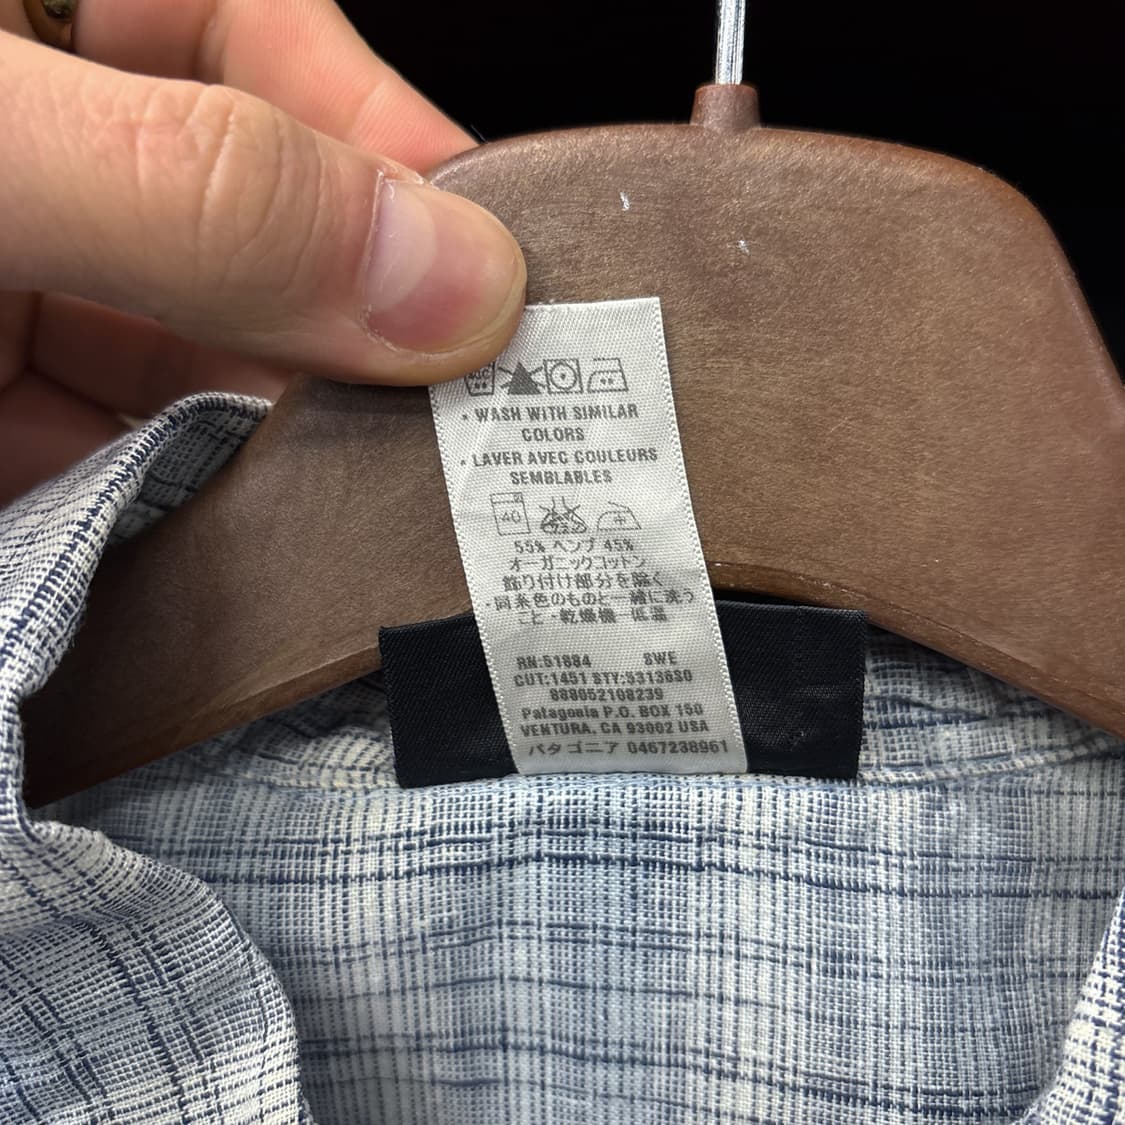 • WASH WITH SIMILAR
COLORS
• LAVER AVEC COULEURS
SEMBLABLES
40
55% ヘンプ 45%
オーガニックコットン
飾り付け部分を除く
・同系色のものと一緒に洗う
こと・乾燥機 低温
RN:51884 SWE
CUT:1451 STY:53136S0
888052108239
Patagonia P.O. BOX 150
VENTURA, CA 93002 USA
パタゴニア 0467238961